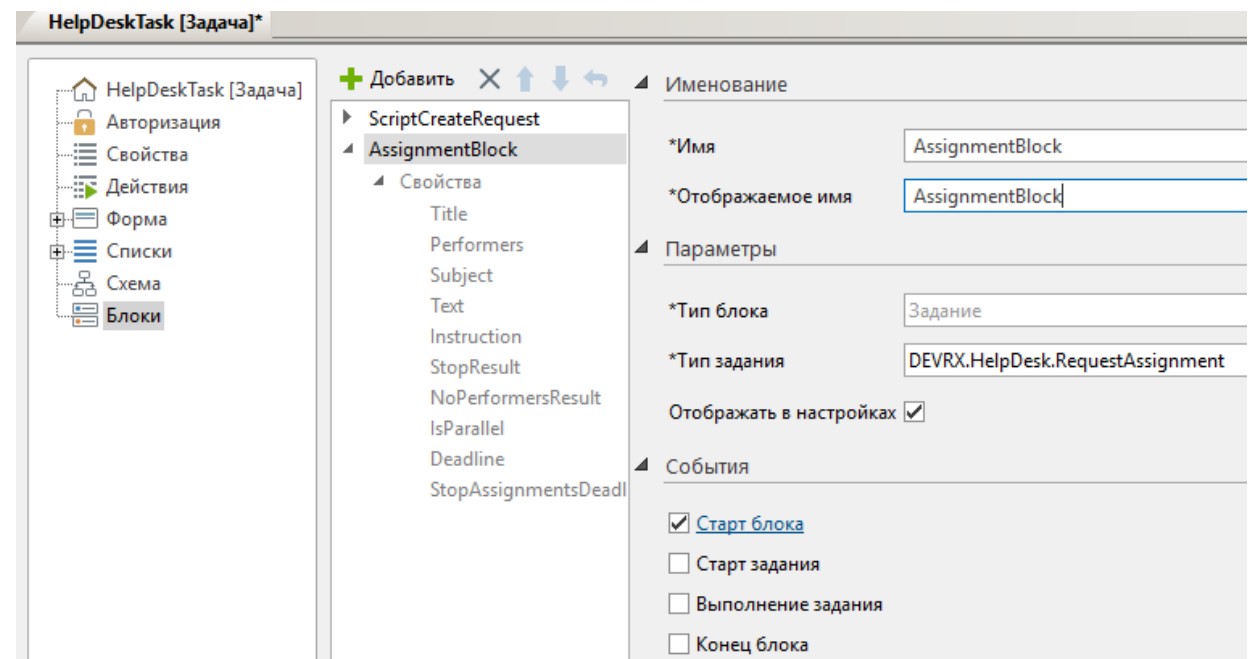 HelpDeskTask [Задача]*
HelpDeskTask [Задача]
Авторизация
Свойства
Действия
Форма
Списки
Схема
Блоки
Добавить
ScriptCreateRequest
AssignmentBlock
Свойства
Title
Performers
Subject
Text
Instruction
StopResult
NoPerformersResult
IsParallel
Deadline
StopAssignmentsDeadl
Именование
*Имя AssignmentBlock
*Отображаемое имя AssignmentBlock
Параметры
*Тип блока Задание
*Тип задания DEVRX.HelpDesk.RequestAssignment
Отображать в настройках
События
Старт блока
Старт задания
Выполнение задания
Конец блока